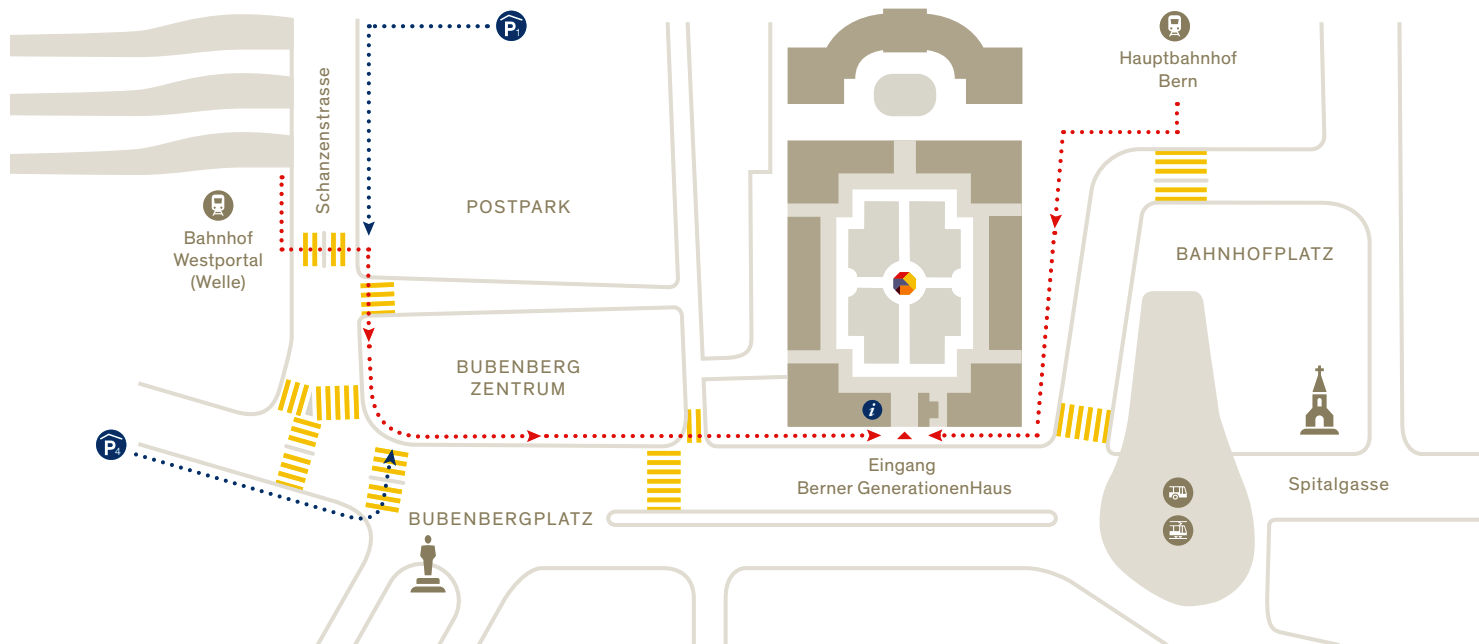 P1
Hauptbahnhof
Bern
Schanzenstrasse
POSTPARK
Bahnhof
Westportal
(Welle)
BAHNHOFPLATZ
BUBENBERG
ZENTRUM
i
P4
Eingang
Berner GenerationenHaus
Spitalgasse
BUBENBERGPLATZ